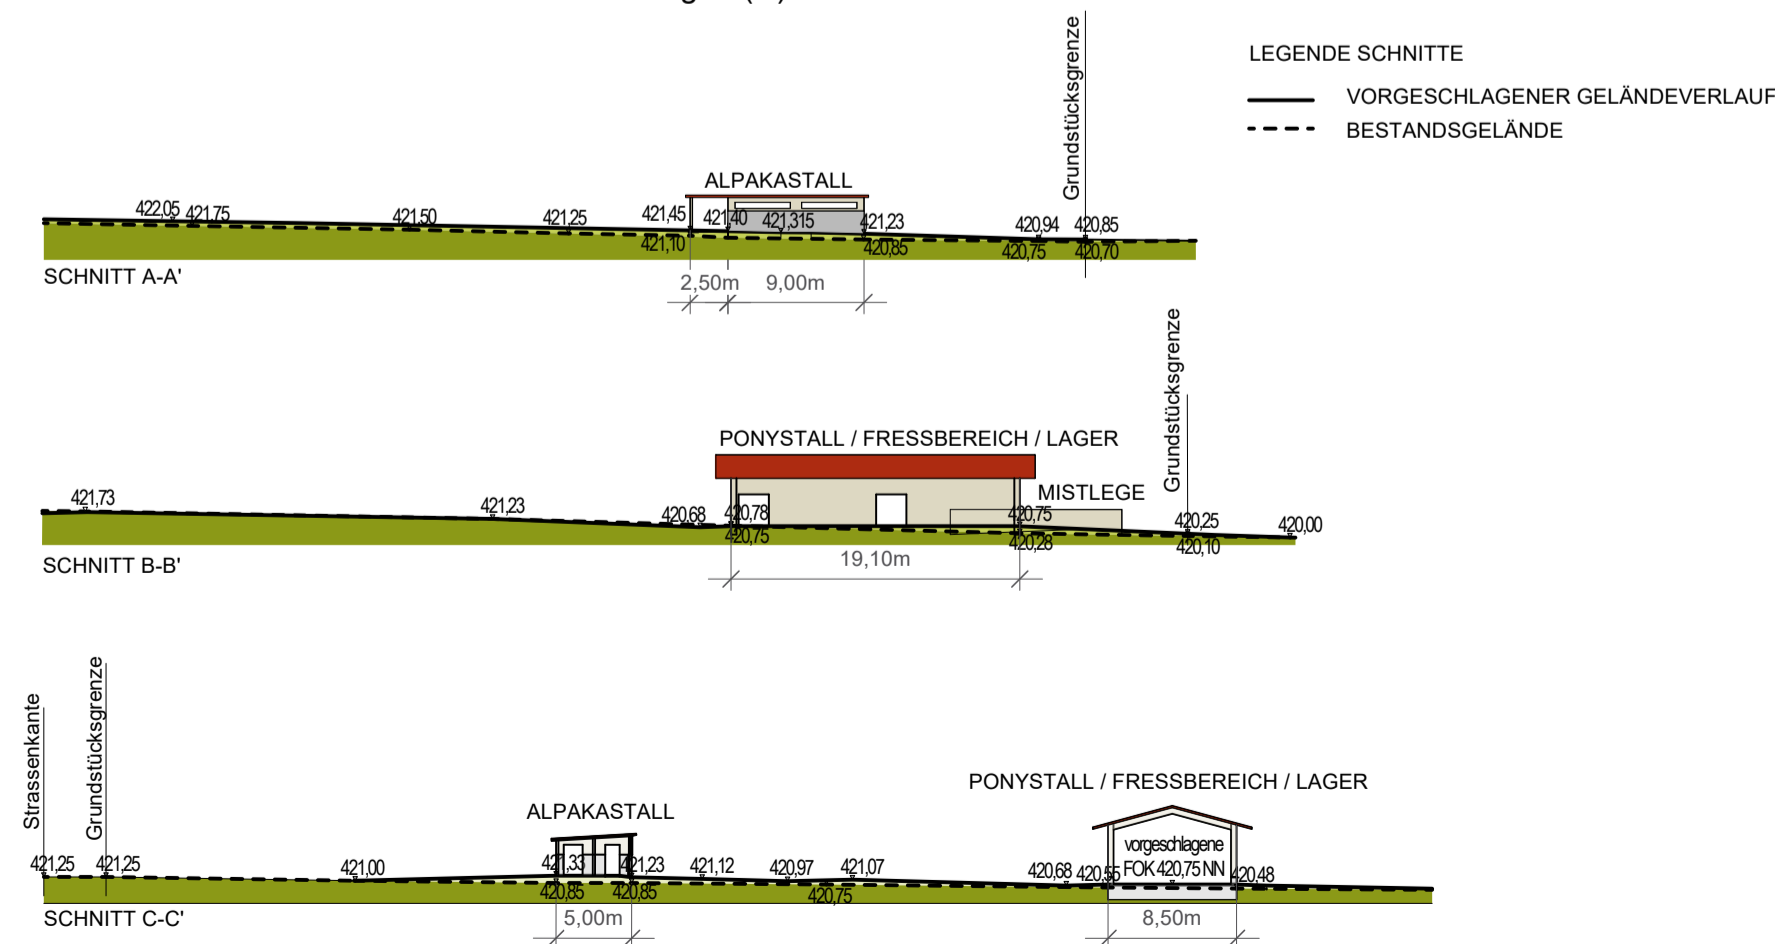 Grundstücksgrenze
LEGENDE SCHNITTE
VORGESCHLAGENER GELÄNDEVERLAUF
BESTANDSGELÄNDE
ALPAKASTALL
422,05 421,75 421,50 421,25 421,45 421,40 421,315 421,23 420,94 420,85
421,10 420,85 420,75 420,70
SCHNITT A-A'
2,50m 9,00m
Grundstücksgrenze
PONYSTALL / FRESSBEREICH / LAGER
MISTLEGE
421,73 421,23 420,68 420,78 420,75 420,25 420,00
420,75 420,28 420,10
SCHNITT B-B'
19,10m
Strassenkante
Grundstücksgrenze
PONYSTALL / FRESSBEREICH / LAGER
ALPAKASTALL
vorgeschlagene
FOK 420,75 NN
421,25 421,25 421,00 421,33 421,23 421,12 420,97 421,07 420,68 420,55 420,48
420,85 420,85 420,75
SCHNITT C-C'
5,00m 8,50m